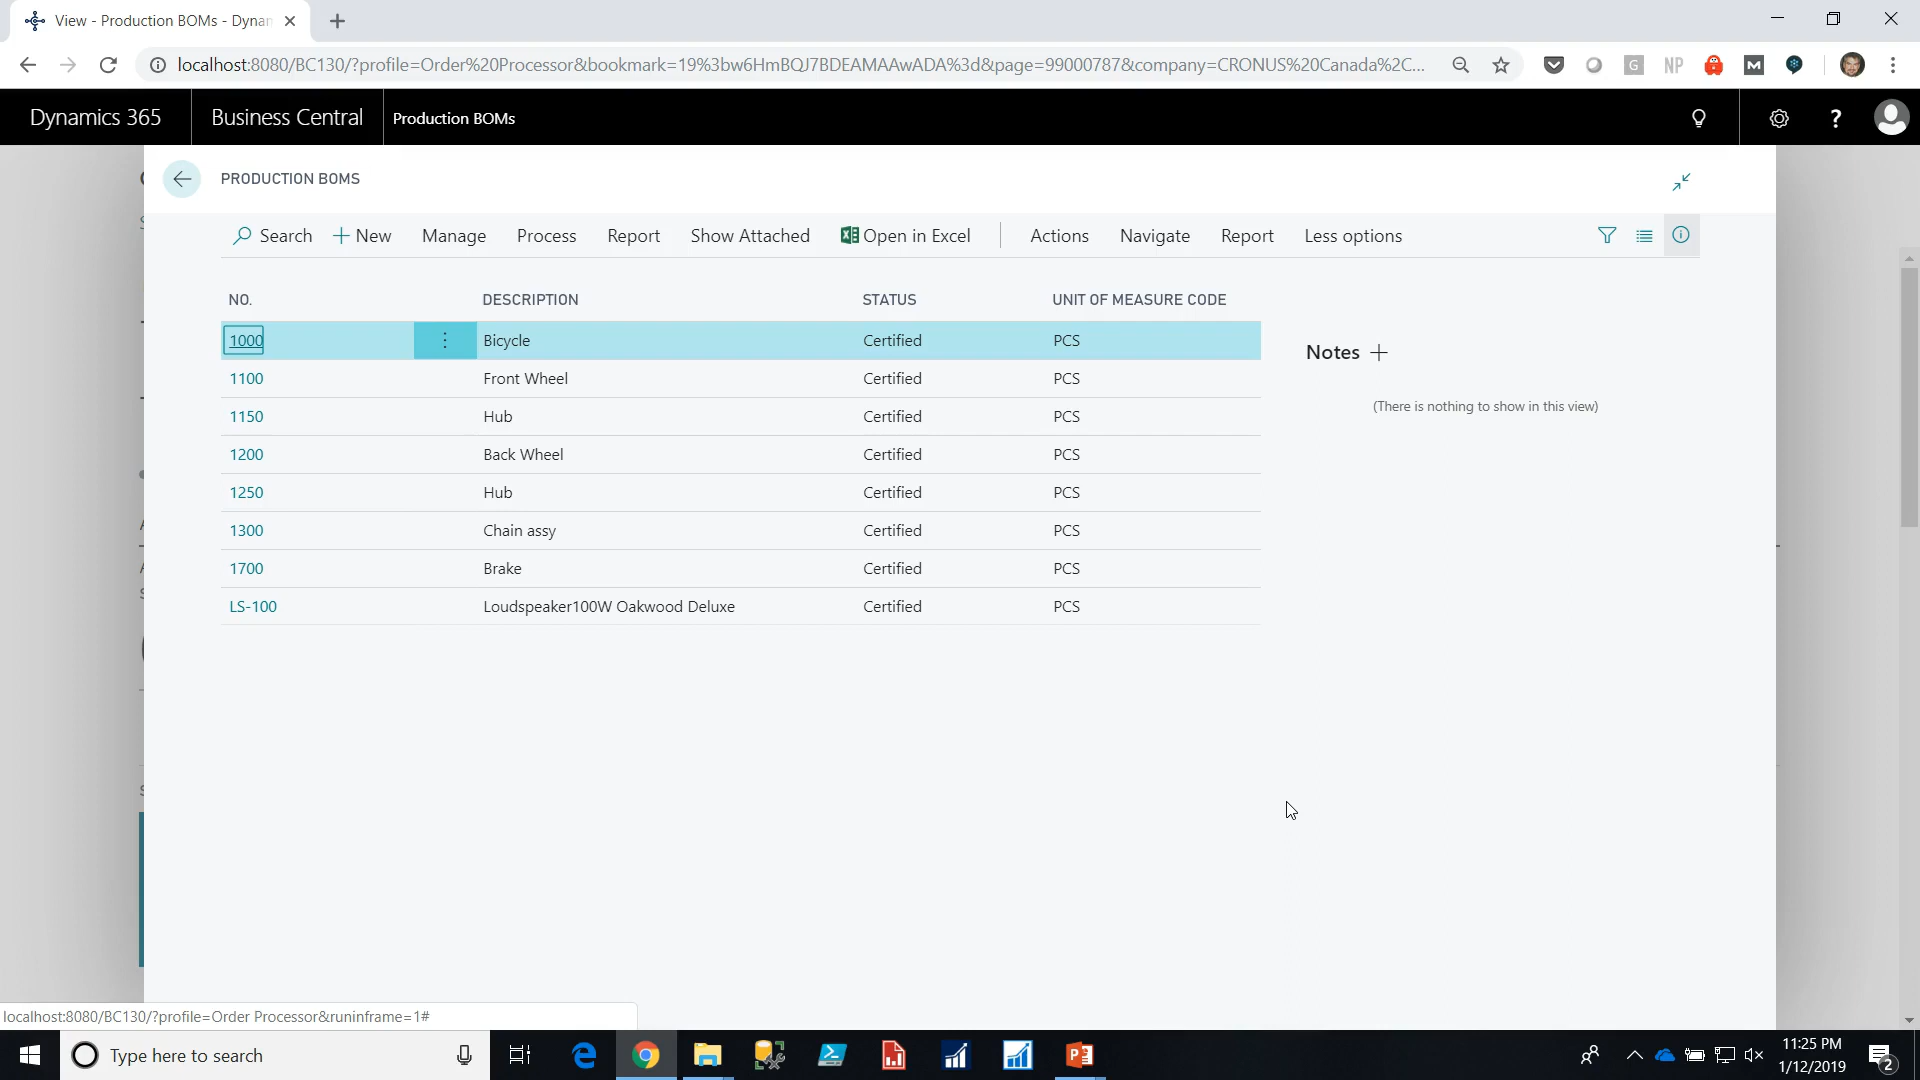 View - Production BOMs - Dynam
localhost:8080/BC130/?profile=Order%20Processor&bookmark=19%3bw6HmBQJ7BDEAMAAwADA%3d&page=99000787&company=CRONUS%20Canada%2C...
Dynamics 365 Business Central Production BOMs ?
PRODUCTION BOMS
Search New Manage Process Report Show Attached Open in Excel Actions Navigate Report Less options
NO. DESCRIPTION STATUS UNIT OF MEASURE CODE
1000 Bicycle Certified PCS
Notes
1100 Front Wheel Certified PCS
(There is nothing to show in this view)
1150 Hub Certified PCS
1200 Back Wheel Certified PCS
1250 Hub Certified PCS
1300 Chain assy Certified PCS
1700 Brake Certified PCS
LS-100 Loudspeaker100W Oakwood Deluxe Certified PCS
localhost:8080/BC130/?profile=Order Processor&runinframe=1#
Type here to search
11:25 PM
1/12/2019
2